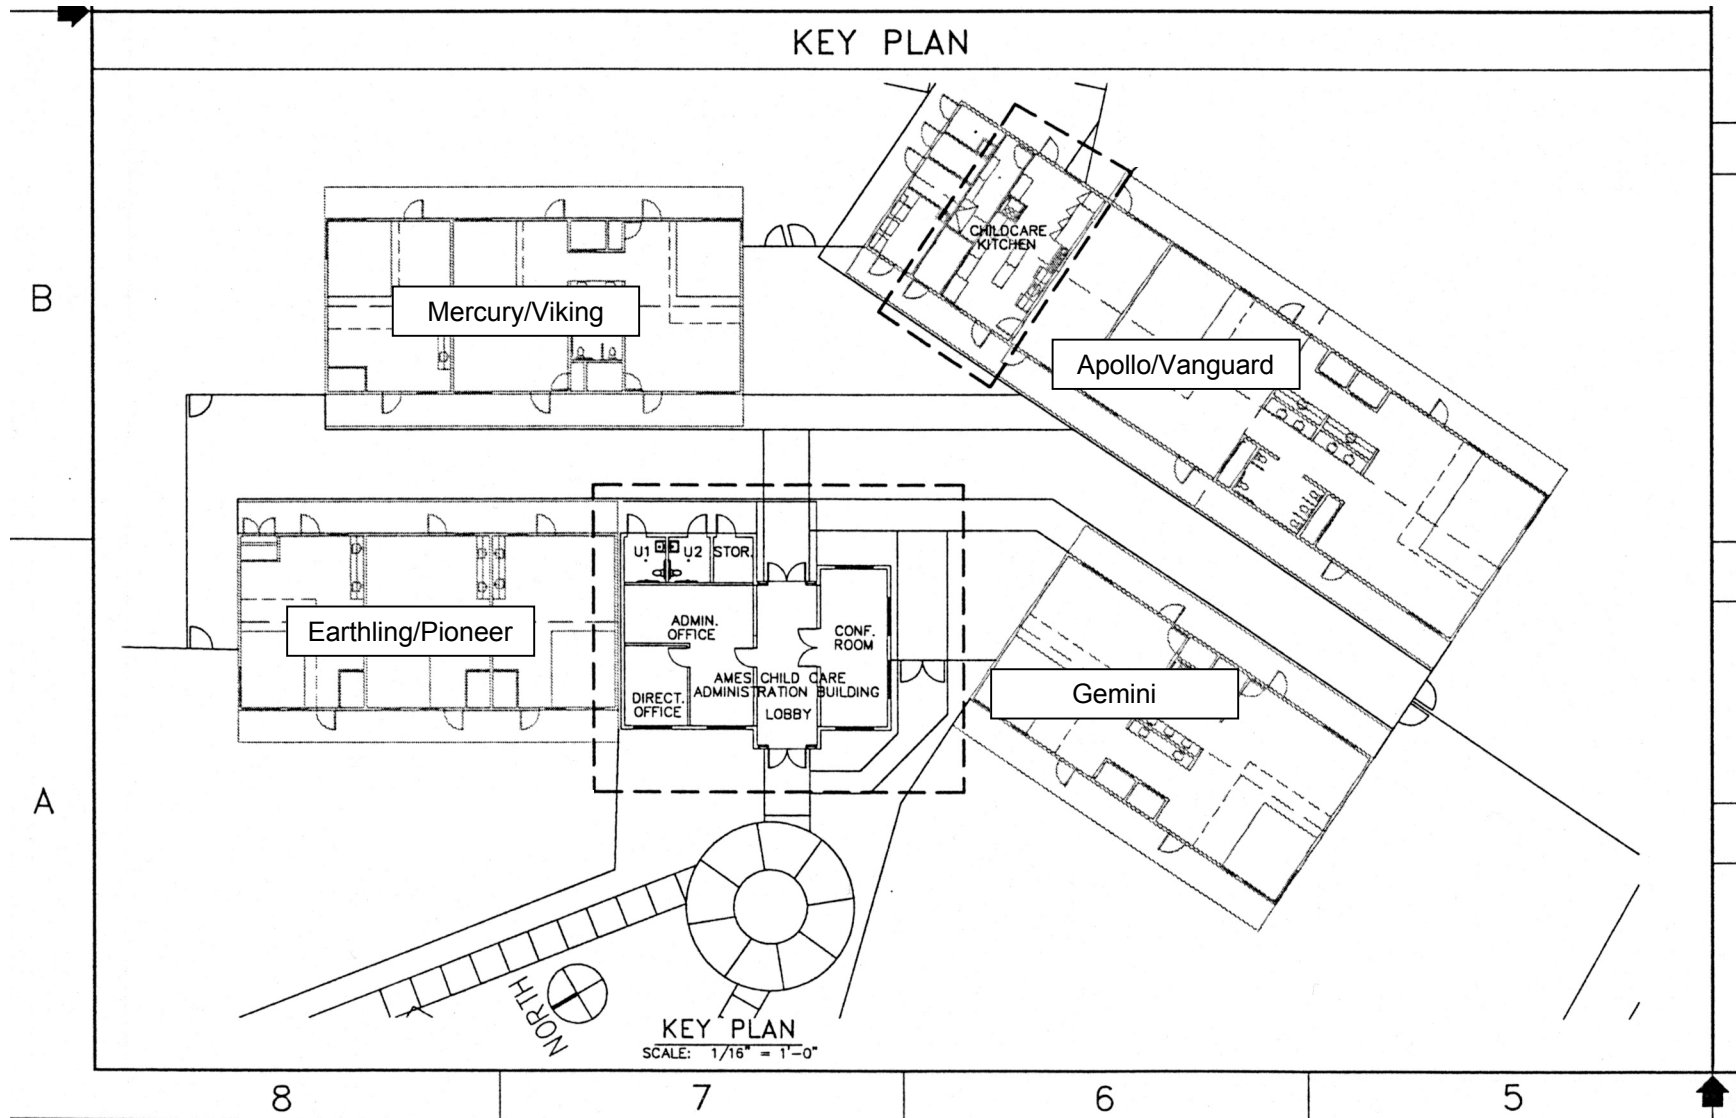 KEY PLAN
CHILDCARE
KITCHEN
B
Mercury/Viking
Apollo/Vanguard
U1
U2
STOR.
Earthling/Pioneer
ADMIN.
OFFICE
CONF.
ROOM
AMES CHILD CARE
ADMINISTRATION BUILDING
DIRECT.
OFFICE
LOBBY
Gemini
A
NORTH
KEY PLAN
SCALE: 1/16" = 1'-0"
8
7
6
5